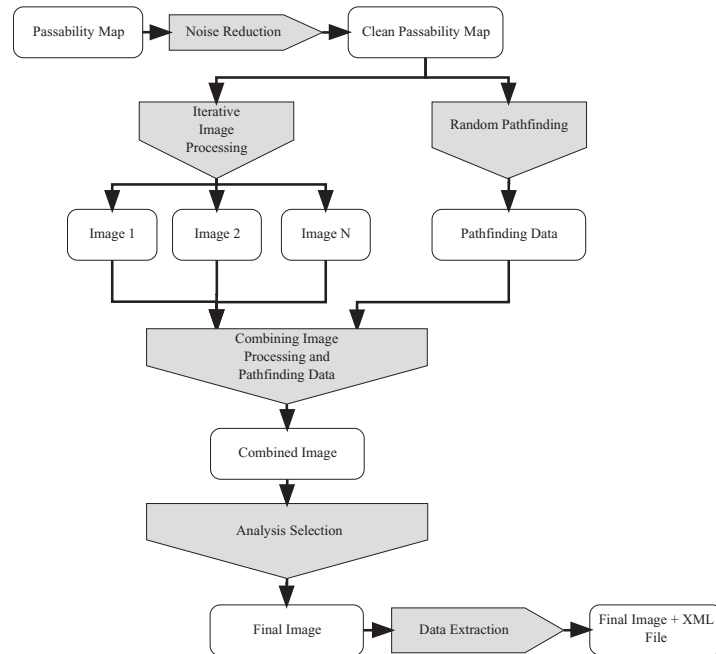 Passability Map
Noise Reduction
Clean Passability Map
Iterative
Image
Processing
Random Pathfinding
Image 1
Image 2
Image N
Pathfinding Data
Combining Image
Processing and
Pathfinding Data
Combined Image
Analysis Selection
Final Image
Data Extraction
Final Image + XML
File